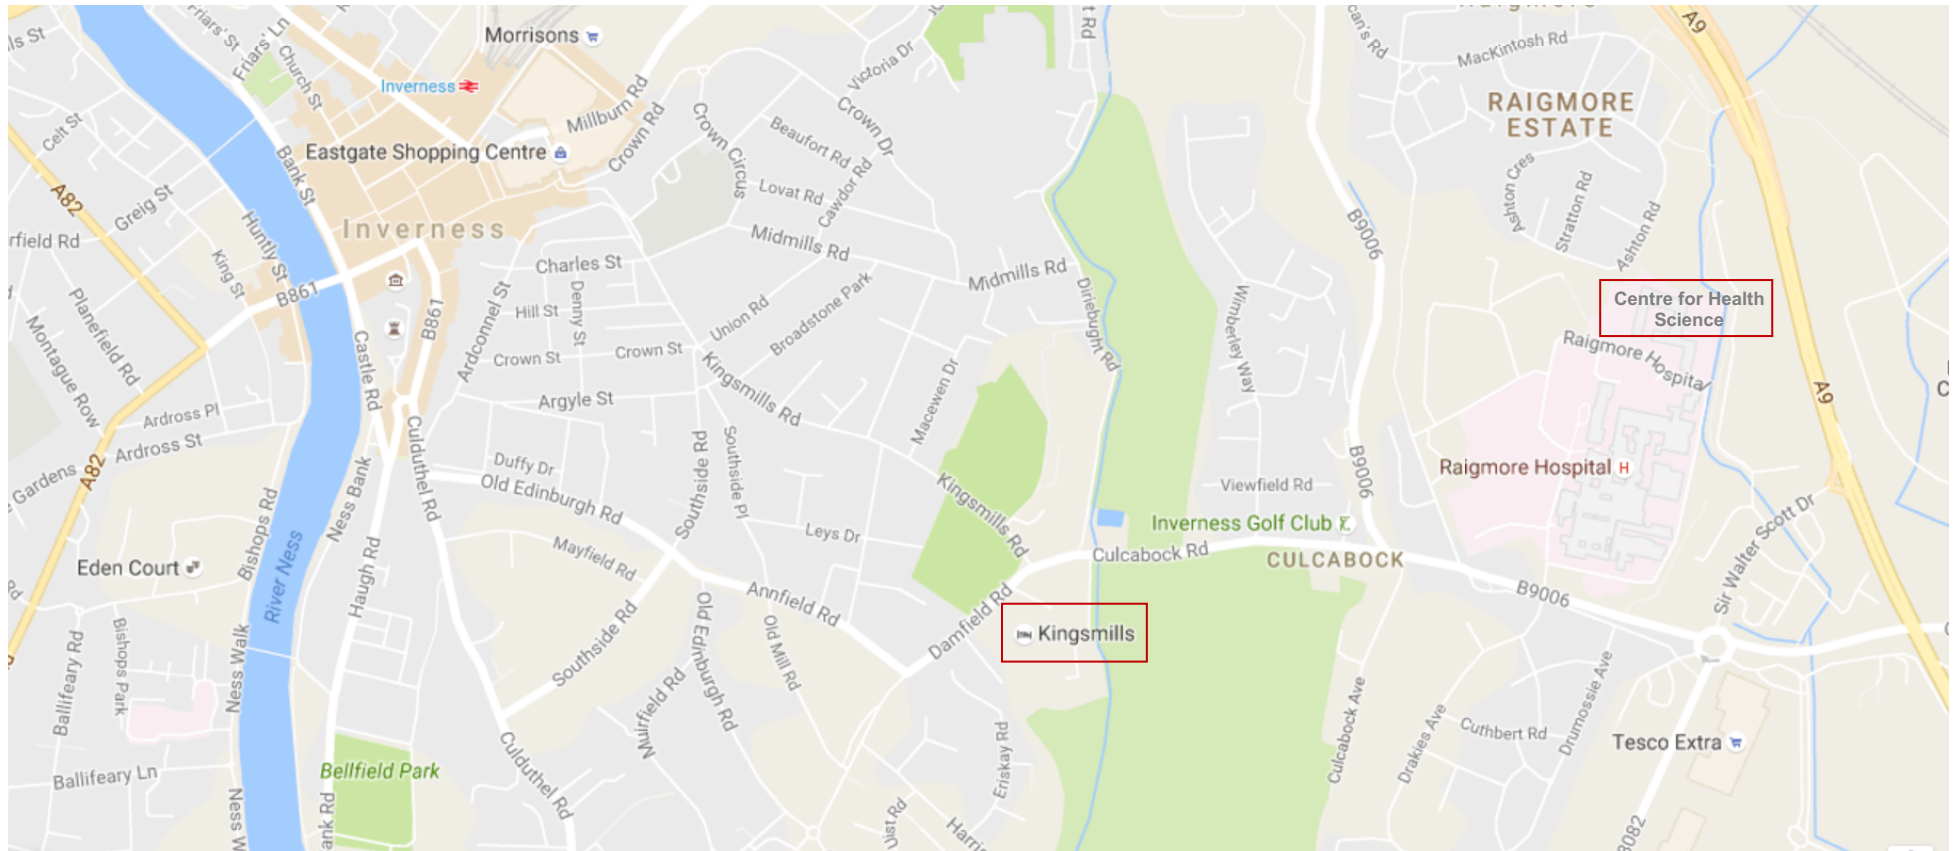 Morrisons
Inverness
Eastgate Shopping Centre
Inverness
Friars' St
Friars' Ln
Church St
Bank St
Celt St
A82
Greig St
Huntly St
King St
B861
Planefield Rd
Montague Row
Ardross Pl
Ardross St
Gardens
A82
Bishops Rd
Eden Court
River Ness
Ness Walk
Ballifeary Rd
Bishops Park
Ballifeary Ln
Ness Bank
Haugh Rd
Castle Rd
B861
Culduthel Rd
Bellfield Park
Culduthel Rd
Millburn Rd
Crown Rd
Crown Circus
Victoria Dr
Crown Dr
Beaufort Rd
Lovat Rd
Cawdor Rd
Midmills Rd
Midmills Rd
Charles St
Hill St
Denny St
Ardconnel St
Crown St
Crown St
Union Rd
Broadstone Park
Argyle St
Kingsmills Rd
Macewen Dr
Diriebught Rd
Duffy Dr
Old Edinburgh Rd
Southside Rd
Southside Pl
Leys Dr
Mayfield Rd
Southside Rd
Annfield Rd
Old Edinburgh Rd
Old Mill Rd
Muirfield Rd
Kingsmills Rd
Damfield Rd
Kingsmills
Eriskay Rd
Uist Rd
Culcabock Rd
Inverness Golf Club
CULCABOCK
Viewfield Rd
Wimberley Way
B9006
B9006
B9006
MacKintosh Rd
RAIGMORE
ESTATE
Ashton Cres
Stratton Rd
Ashton Rd
A9
Centre for Health
Science
Raigmore Hospital
Raigmore Hospital
H
A9
Sir Walter Scott Dr
Culcabock Ave
Drakies Ave
Cuthbert Rd
Drumossie Ave
Tesco Extra